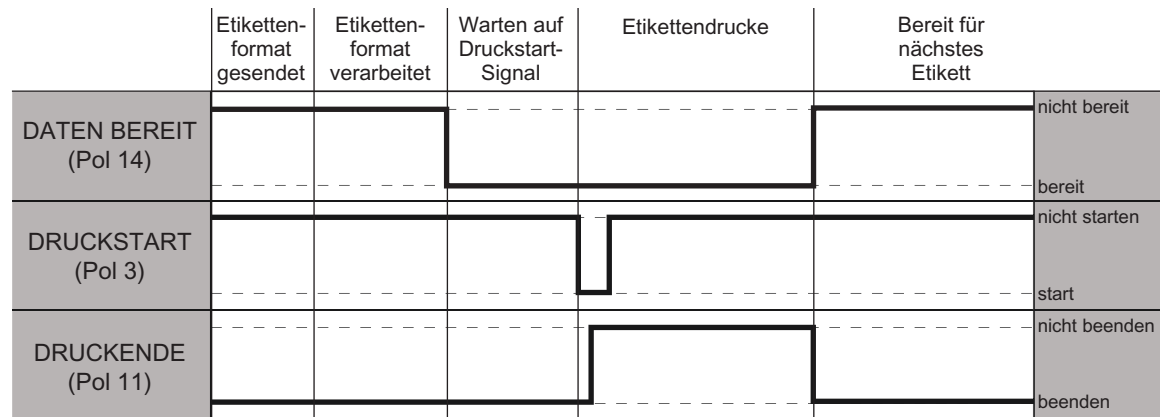 Etiketten-
format
gesendet
Etiketten-
format
verarbeitet
Warten auf
Druckstart-
Signal
Etikettendrucke
Bereit für
nächstes
Etikett
DATEN BEREIT
(Pol 14)
nicht bereit
bereit
DRUCKSTART
(Pol 3)
nicht starten
start
DRUCKENDE
(Pol 11)
nicht beenden
beenden